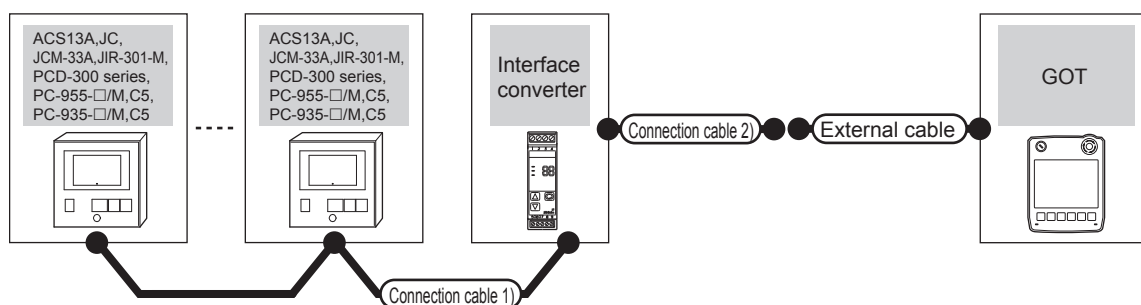 ACS13A,JC,
JCM-33A,JIR-301-M,
PCD-300 series,
PC-955-□/M,C5,
PC-935-□/M,C5
ACS13A,JC,
JCM-33A,JIR-301-M,
PCD-300 series,
PC-955-□/M,C5,
PC-935-□/M,C5
Interface
converter
GOT
Connection cable 2)
External cable
88
Connection cable 1)